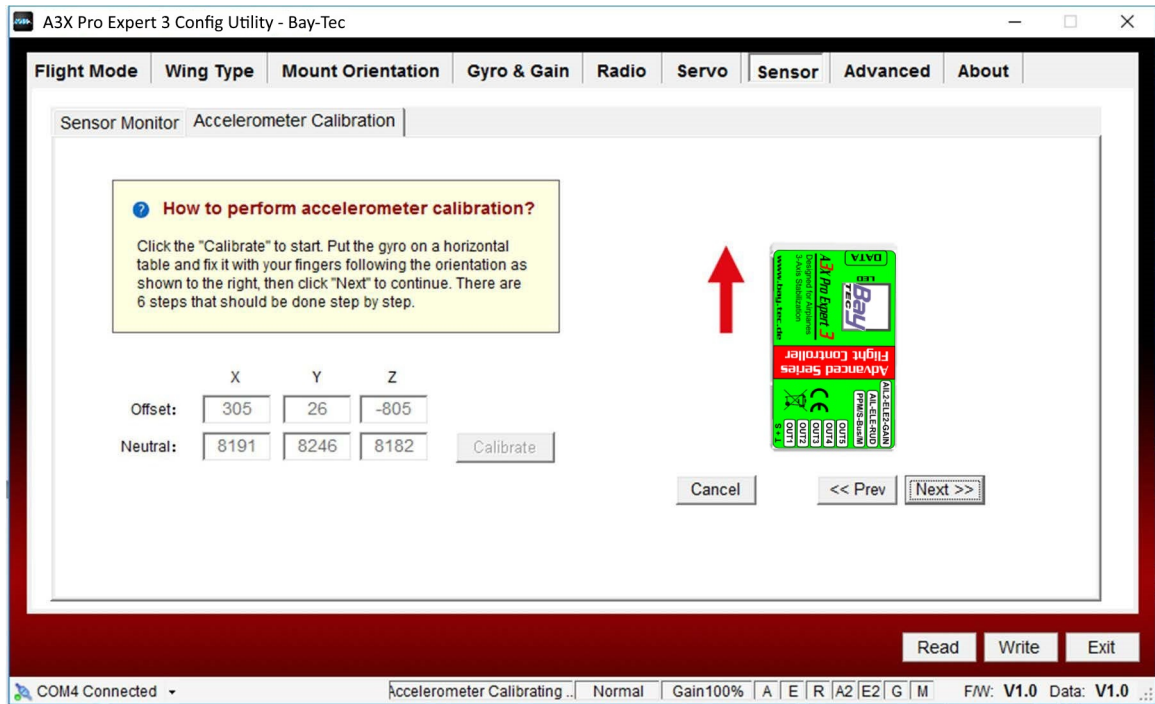 A3X Pro Expert 3 Config Utility - Bay-Tec
Flight Mode Wing Type Mount Orientation Gyro & Gain Radio Servo Sensor Advanced About
Sensor Monitor Accelerometer Calibration
How to perform accelerometer calibration?
Click the "Calibrate" to start. Put the gyro on a horizontal
table and fix it with your fingers following the orientation as
shown to the right, then click "Next" to continue. There are
6 steps that should be done step by step.
X Y Z
Offset: 305 26 -805
Neutral: 8191 8246 8182 Calibrate
DATA
LED
Bay
TEC
A3X Pro Expert 3
Designed for Airplanes
3-Axis Stabilization
www.bay.tec.de
Advanced Series
Flight Controller
CE
AIL2-ELE2-GAIN
AIL-ELE-RUD
PPM/S-Bus/M
OUT5
OUT4
OUT3
OUT2
OUT1
S + -
Cancel << Prev Next >>
Read Write Exit
COM4 Connected Accelerometer Calibrating .. Normal Gain100% A E R A2 E2 G M F/W: V1.0 Data: V1.0